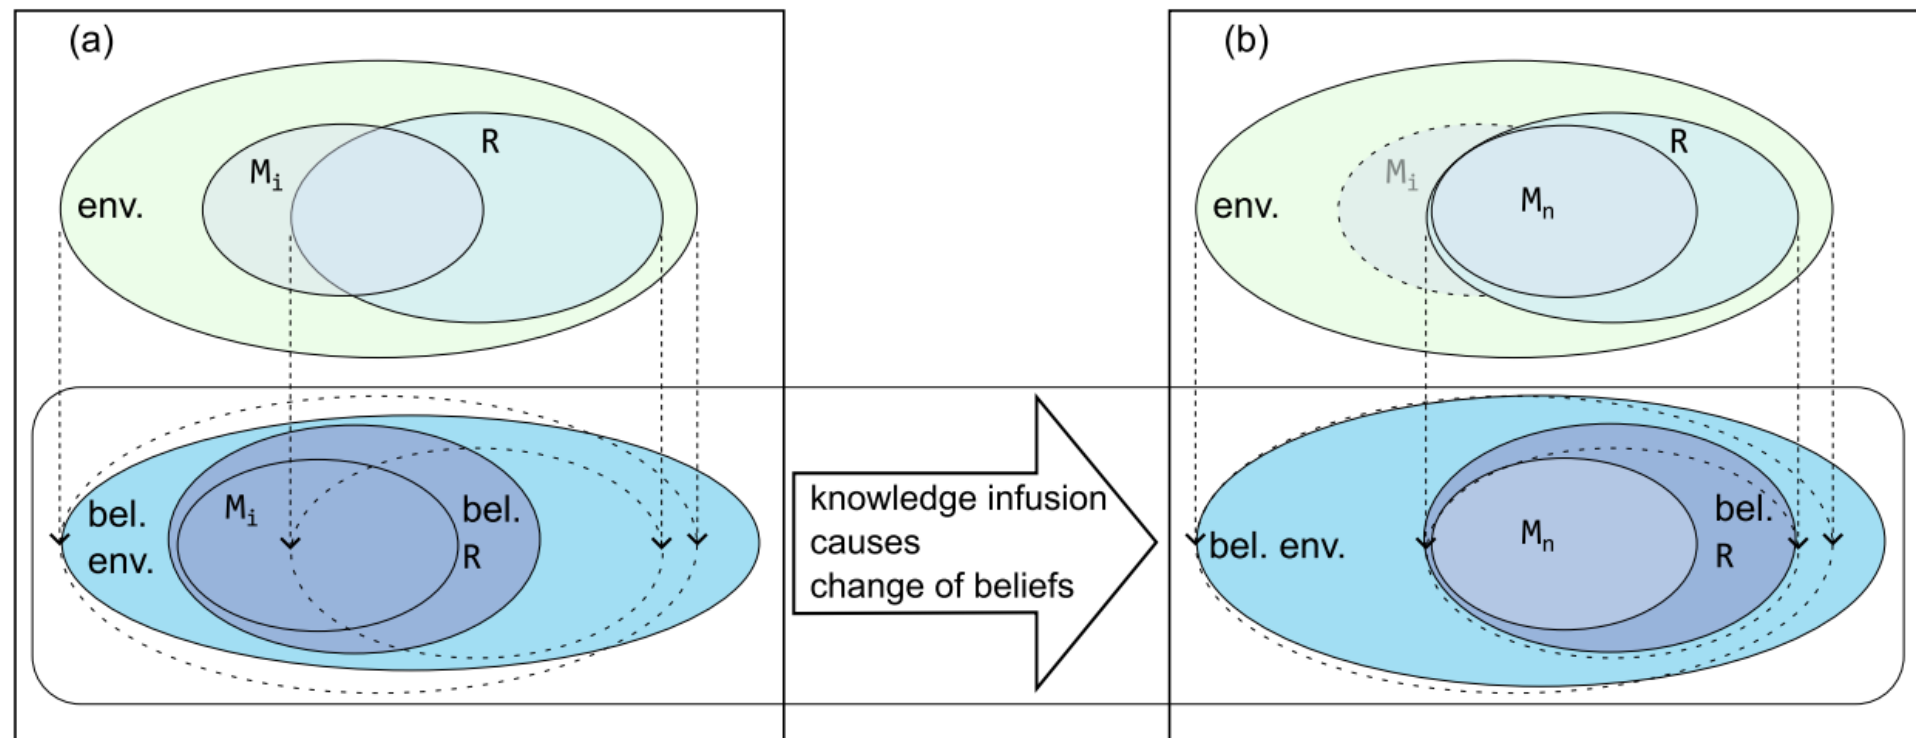 (a)
R
Mi
env.
Mi
bel.
env.
bel.
R
knowledge infusion
causes
change of beliefs
(b)
R
Mi
Mn
env.
Mn
bel.
R
bel. env.